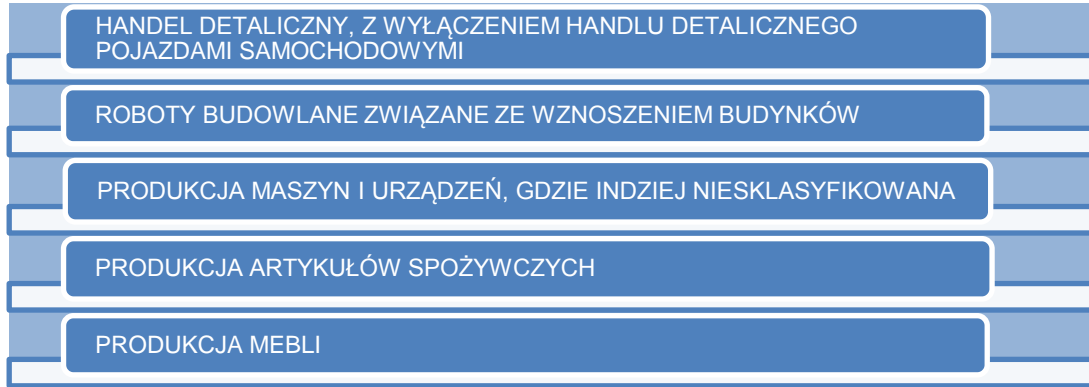 HANDEL DETALICZNY, Z WYŁĄCZENIEM HANDLU DETALICZNEGO
POJAZDAMI SAMOCHODOWYMI
ROBOTY BUDOWLANE ZWIĄZANE ZE WZNOSZENIEM BUDYNKÓW
PRODUKCJA MASZYN I URZĄDZEŃ, GDZIE INDZIEJ NIESKLASYFIKOWANA
PRODUKCJA ARTYKUŁÓW SPOŻYWCZYCH
PRODUKCJA MEBLI